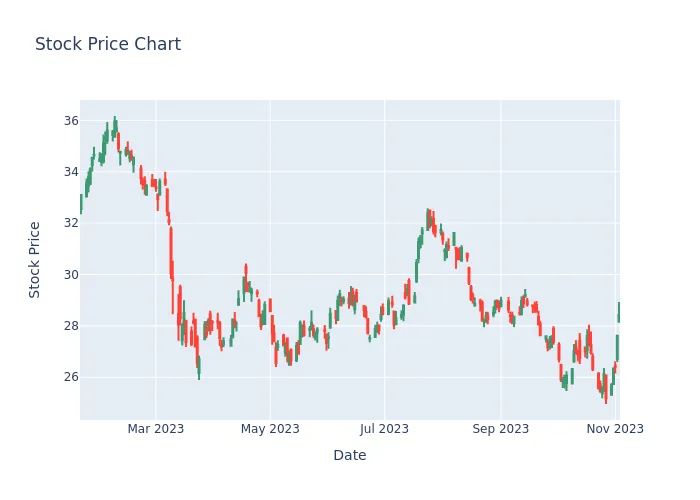 Stock Price Chart
Stock Price
36
34
32
30
28
26
Mar 2023
May 2023
Jul 2023
Sep 2023
Nov 2023
Date